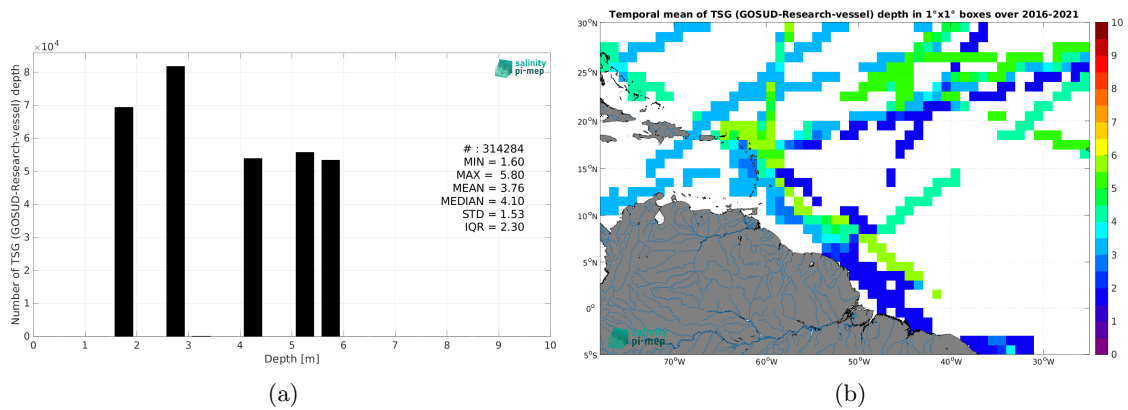 ×10⁴
9
8
7
6
5
4
3
2
1
0
Number of TSG (GOSUD-Research-vessel) depth
0 1 2 3 4 5 6 7 8 9 10
Depth [m]
salinity
pi-mep
# : 314284
MIN = 1.60
MAX = 5.80
MEAN = 3.76
MEDIAN = 4.10
STD = 1.53
IQR = 2.30
(a)
Temporal mean of TSG (GOSUD-Research-vessel) depth in 1°x1° boxes over 2016-2021
30°N
25°N
20°N
15°N
10°N
5°N
0°
5°S
70°W 60°W 50°W 40°W 30°W
salinity
pi-mep
10
9
8
7
6
5
4
3
2
1
0
(b)